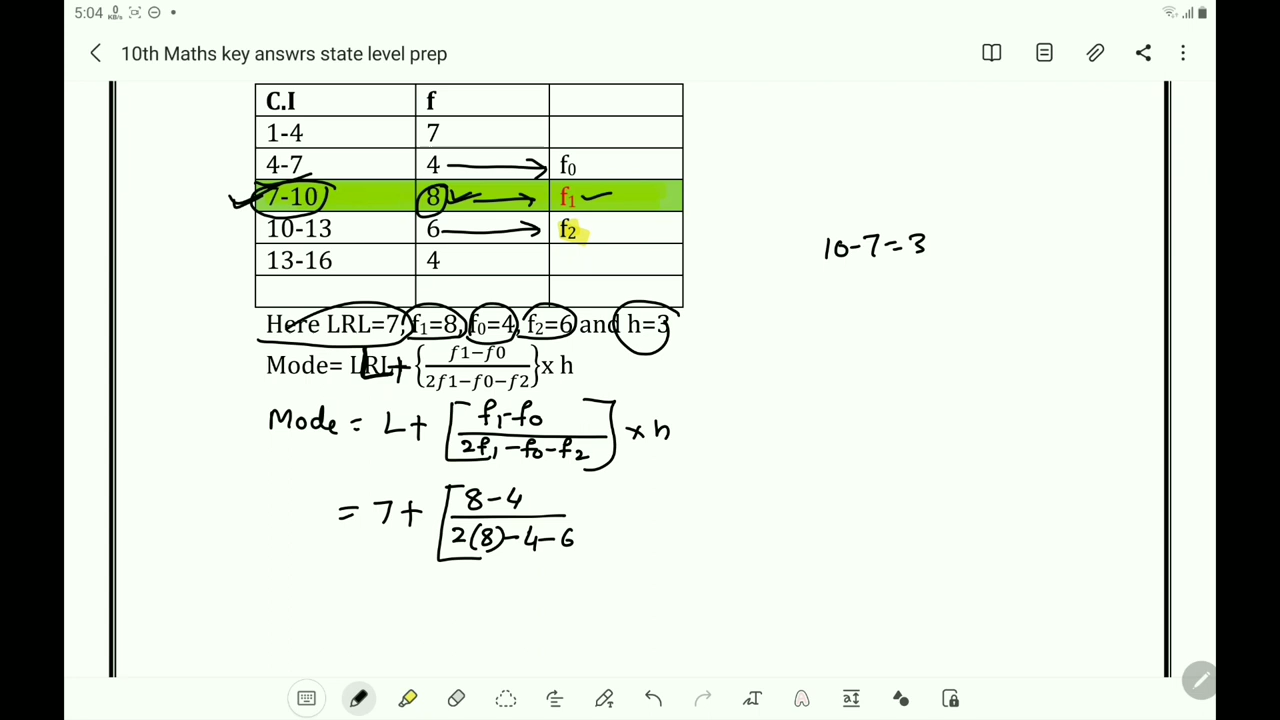 5:04 0 KB/s
10th Maths key answrs state level prep
C.I f
1-4 7
4-7 4 f₀
7-10 8 f₁
10-13 6 f₂
13-16 4
Here LRL=7, f₁=8, f₀=4, f₂=6 and h=3
10-7=3
Mode= LRL+ {f1−f0 / 2f1−f0−f2} x h
Mode = L+ [f₁-f₀ / 2f₁-f₀-f₂] x h
= 7+ [8-4 / 2(8)-4-6